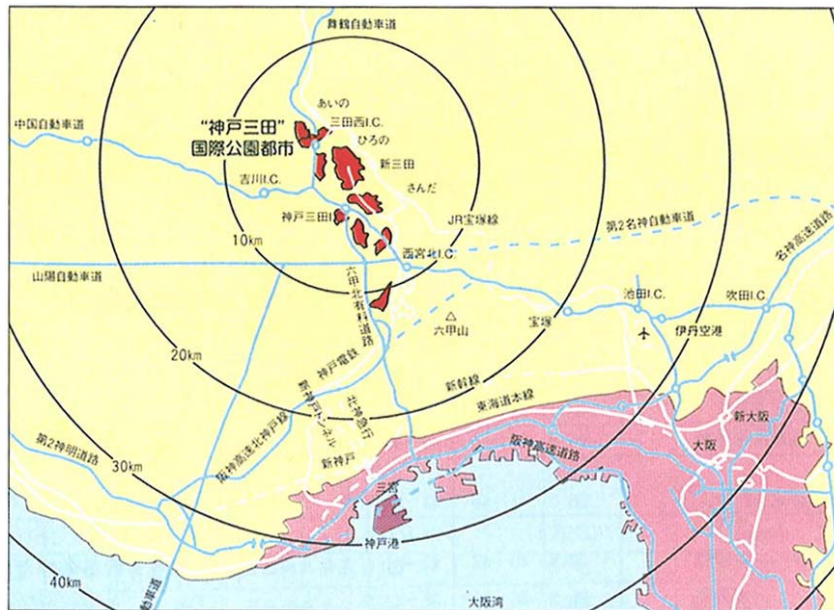 舞鶴自動車道
中国自動車道
あいの
三田西I.C.
“神戸三田”
国際公園都市
ひろの
新三田
吉川I.C.
さんだ
神戸三田I.
JR宝塚線
第2名神自動車道
名神高速道路
10km
西宮北I.C.
山陽自動車道
六甲北有料道路
池田I.C.
吹田I.C.
六甲山
宝塚
伊丹空港
20km
神戸電鉄
新幹線
東海道本線
新神戸トンネル
北神急行
新大阪
第2神明道路
阪神高速北神戸線
阪神高速道路
大阪
30km
新神戸
三宮
神戸港
40km
動車道
大阪湾